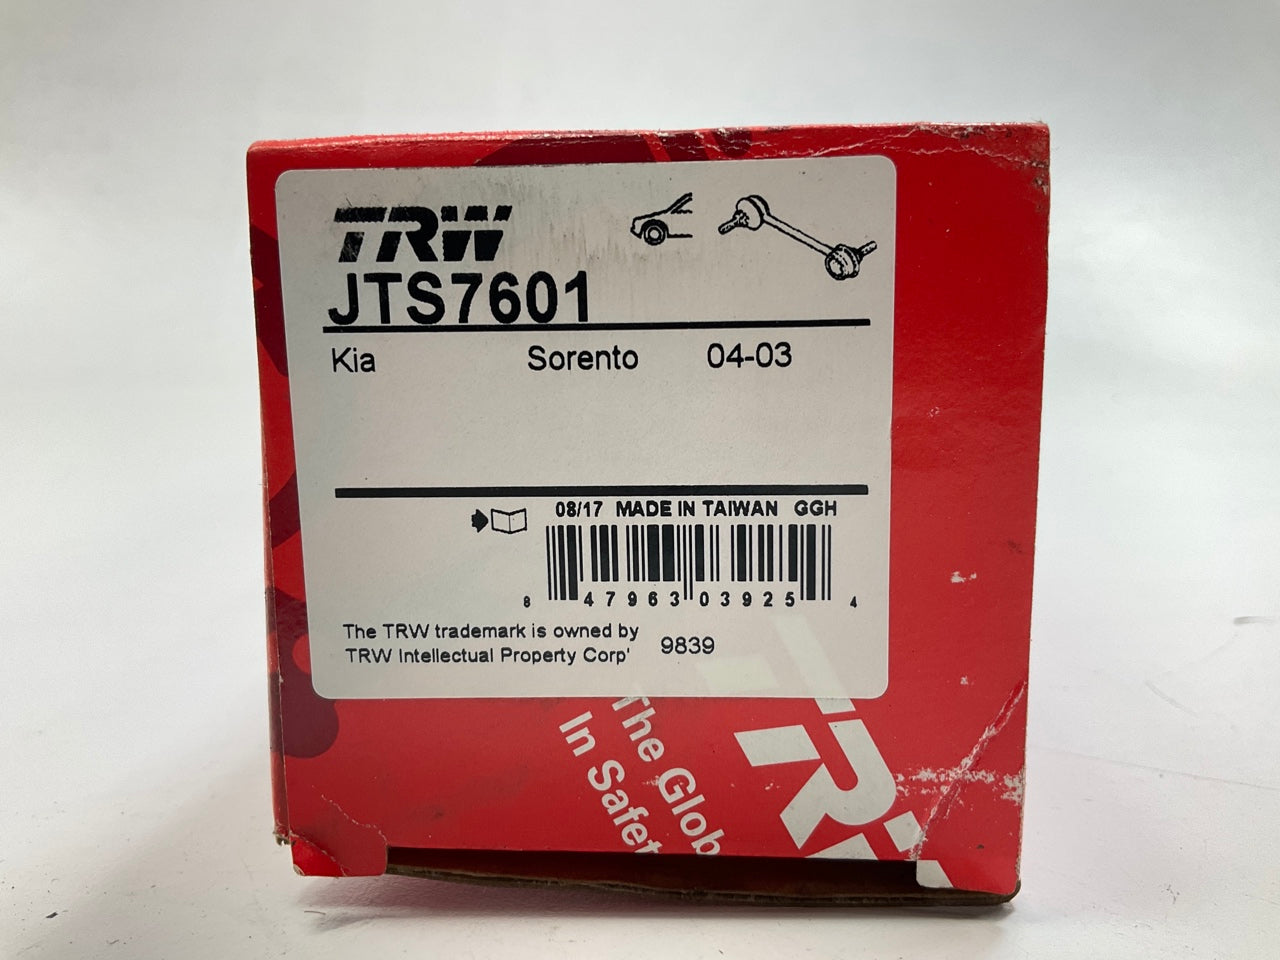 TRW
JTS7601
Kia Sorento 04-03
08/17 MADE IN TAIWAN GGH
8 47963 03925 4
The TRW trademark is owned by
TRW Intellectual Property Corp' 9839
The Glob
In Safet
TR